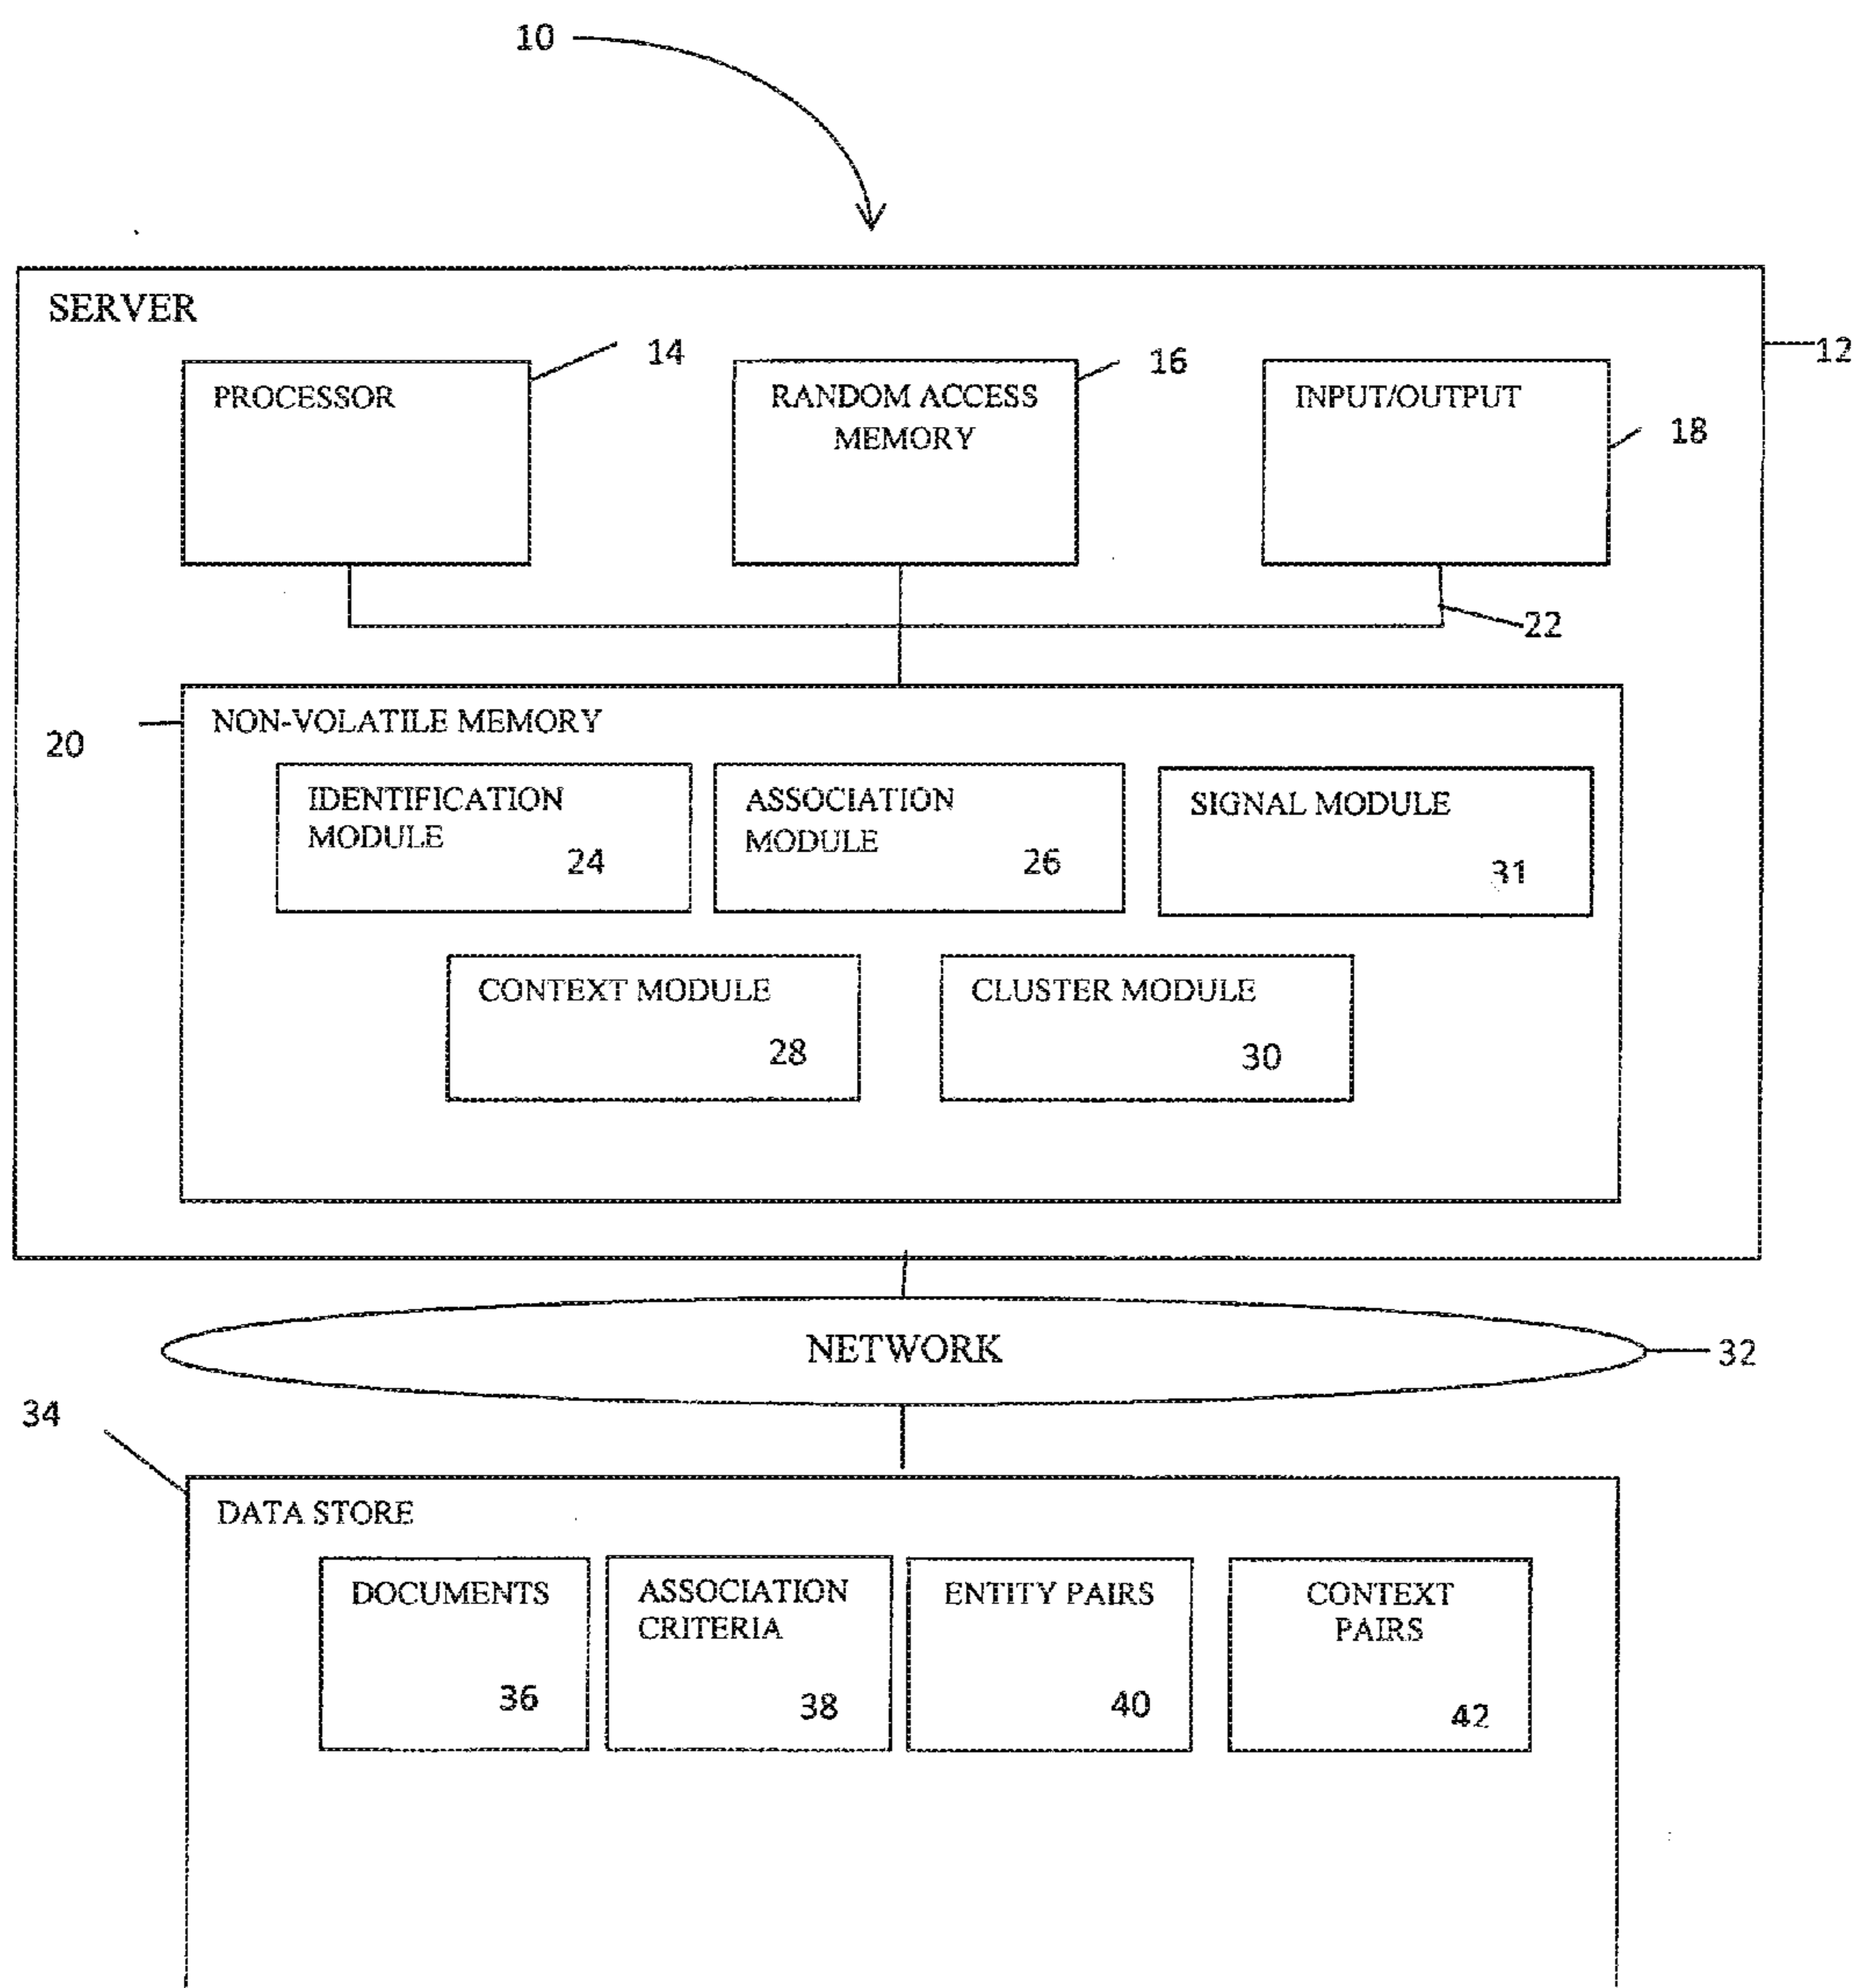 10
SERVER
12
14
16
18
PROCESSOR
RANDOM ACCESS
MEMORY
INPUT/OUTPUT
22
20
NON-VOLATILE MEMORY
IDENTIFICATION
MODULE
24
ASSOCIATION
MODULE
26
SIGNAL MODULE
31
CONTEXT MODULE
28
CLUSTER MODULE
30
NETWORK
32
34
DATA STORE
DOCUMENTS
36
ASSOCIATION
CRITERIA
38
ENTITY PAIRS
40
CONTEXT
PAIRS
42